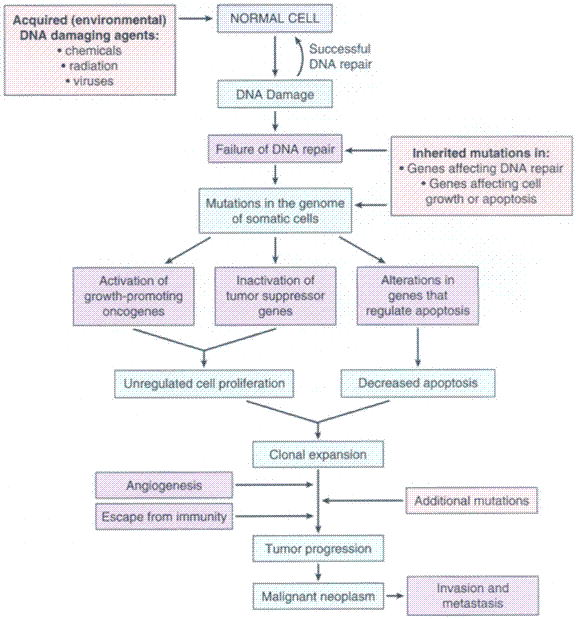 Acquired (environmental)
DNA damaging agents:
• chemicals
• radiation
• viruses
NORMAL CELL
Successful
DNA repair
DNA Damage
Failure of DNA repair
Inherited mutations in:
• Genes affecting DNA repair
• Genes affecting cell
growth or apoptosis
Mutations in the genome
of somatic cells
Activation of
growth-promoting
oncogenes
Inactivation of
tumor suppressor
genes
Alterations in
genes that
regulate apoptosis
Unregulated cell proliferation
Decreased apoptosis
Clonal expansion
Angiogenesis
Additional mutations
Escape from immunity
Tumor progression
Malignant neoplasm
Invasion and
metastasis